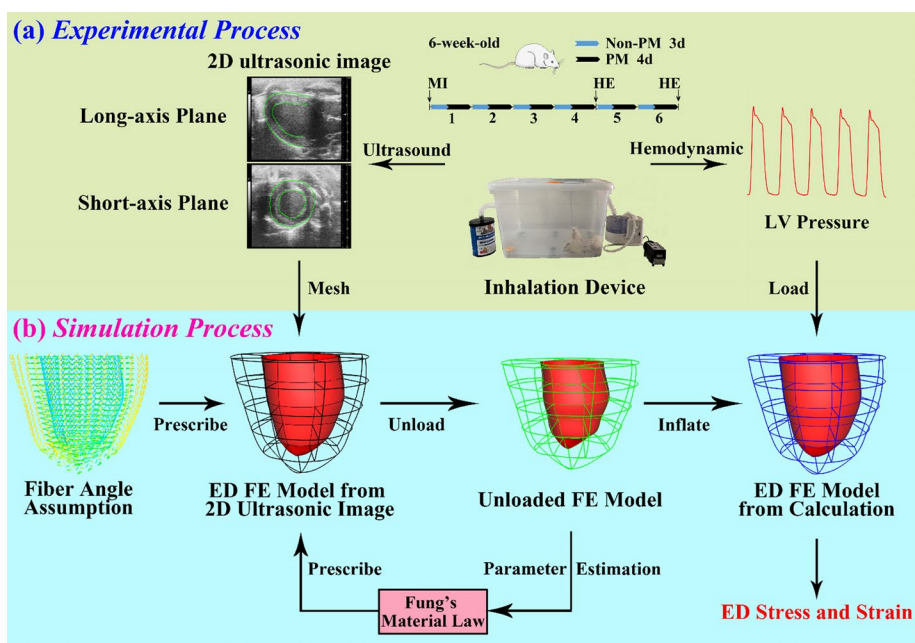 (a) Experimental Process
2D ultrasonic image
Long-axis Plane
Short-axis Plane
6-week-old
Non-PM 3d
PM 4d
MI
HE
HE
1 2 3 4 5 6
Ultrasound
Hemodynamic
Inhalation Device
LV Pressure
Mesh
Load
(b) Simulation Process
Prescribe
Unload
Inflate
Fiber Angle
Assumption
ED FE Model from
2D Ultrasonic Image
Unloaded FE Model
ED FE Model
from Calculation
Prescribe
Parameter Estimation
Fung's
Material Law
ED Stress and Strain